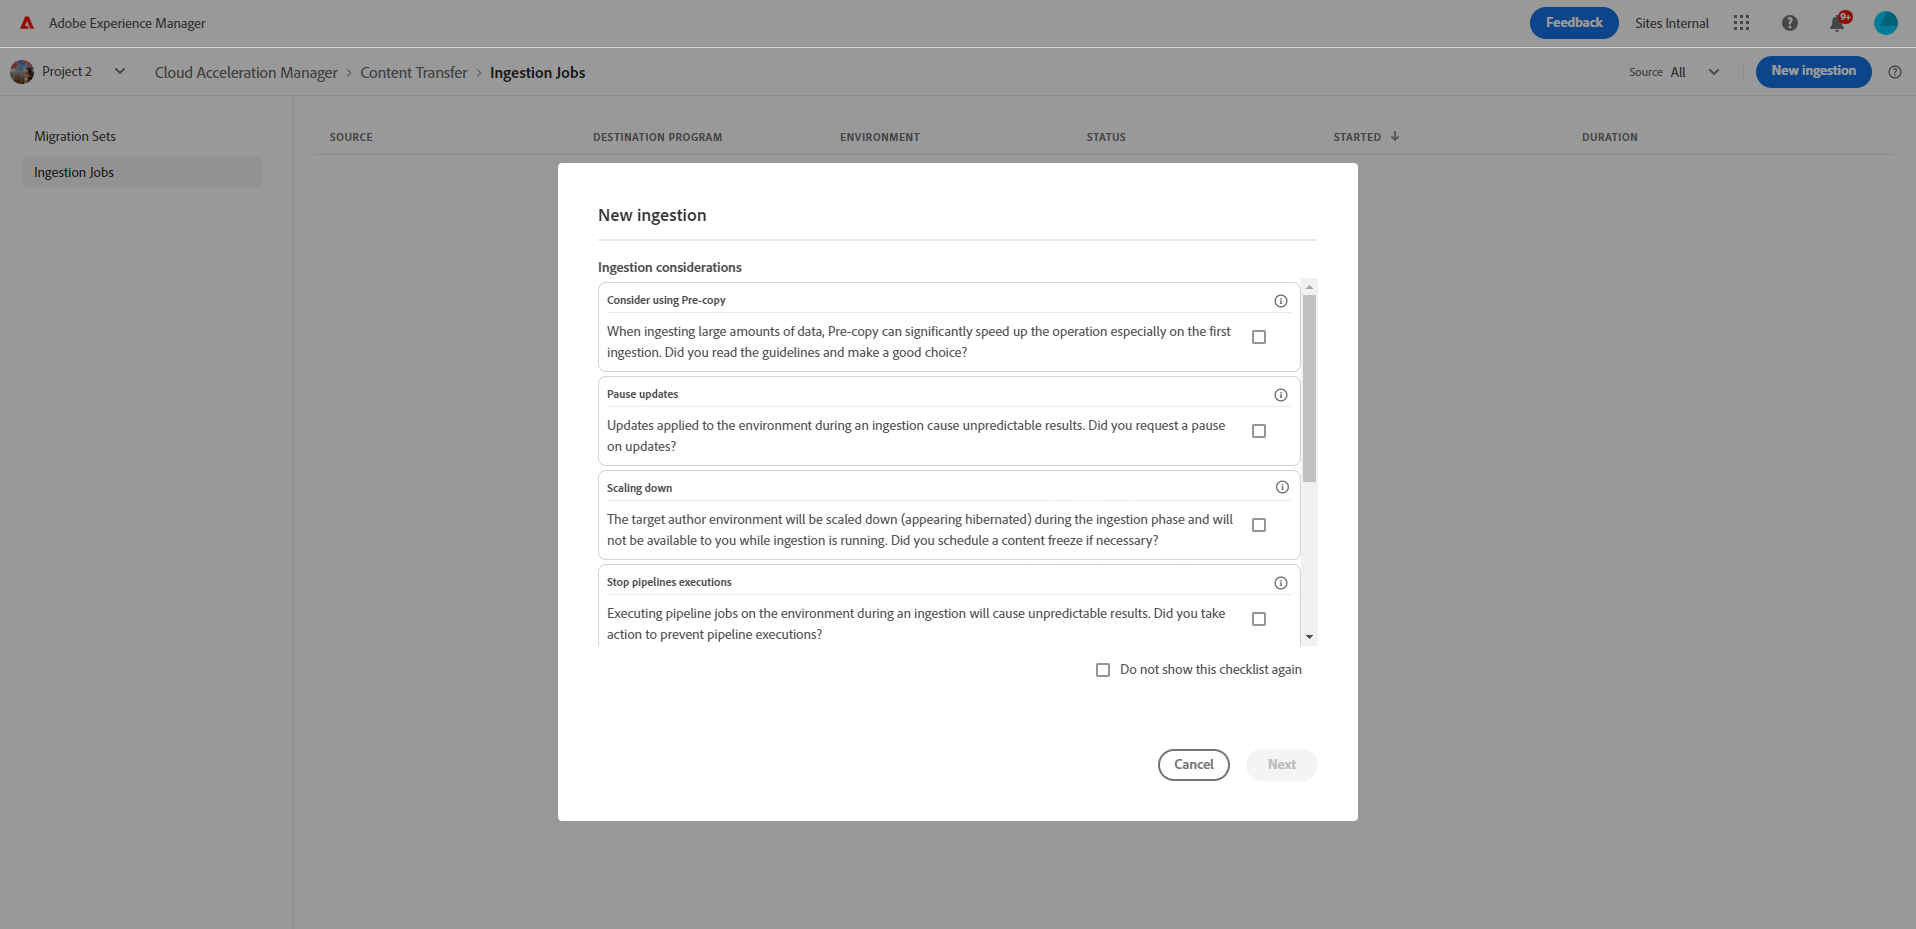 Adobe Experience Manager
Feedback
Sites Internal
9+
Project 2
Cloud Acceleration Manager > Content Transfer > Ingestion Jobs
Source All
New ingestion
Migration Sets
Ingestion Jobs
SOURCE
DESTINATION PROGRAM
ENVIRONMENT
STATUS
STARTED
DURATION
New ingestion
Ingestion considerations
Consider using Pre-copy
When ingesting large amounts of data, Pre-copy can significantly speed up the operation especially on the first
ingestion. Did you read the guidelines and make a good choice?
Pause updates
Updates applied to the environment during an ingestion cause unpredictable results. Did you request a pause
on updates?
Scaling down
The target author environment will be scaled down (appearing hibernated) during the ingestion phase and will
not be available to you while ingestion is running. Did you schedule a content freeze if necessary?
Stop pipelines executions
Executing pipeline jobs on the environment during an ingestion will cause unpredictable results. Did you take
action to prevent pipeline executions?
Do not show this checklist again
Cancel
Next